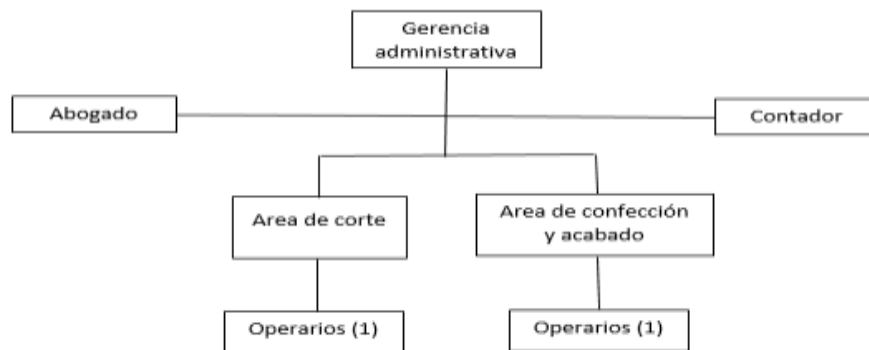 Gerencia
administrativa
Abogado
Contador
Area de corte
Area de confección
y acabado
Operarios (1)
Operarios (1)